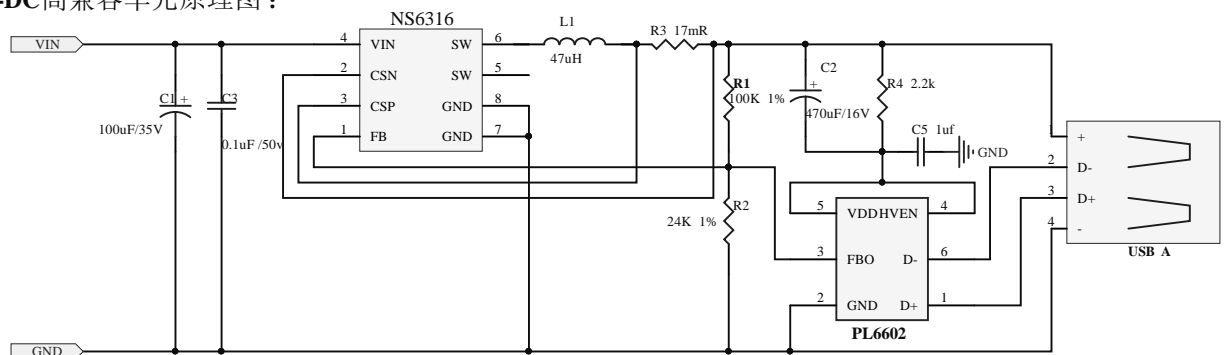 DC高兼容单元原理图：
NS6316
VIN
4 VIN SW 6
2 CSN SW 5
3 CSP GND 8
1 FB GND 7
L1
47uH
R3 17mR
C1 +
100uF/35V
C3
0.1uF /50v
R1
100K 1%
C2
+
470uF/16V
R4 2.2k
C5 1uf
GND
R2
24K 1%
5 VDD HVEN 4
3 FBO D- 6
2 GND D+ 1
PL6602
1 +
2 D-
3 D+
4 -
USB A
GND